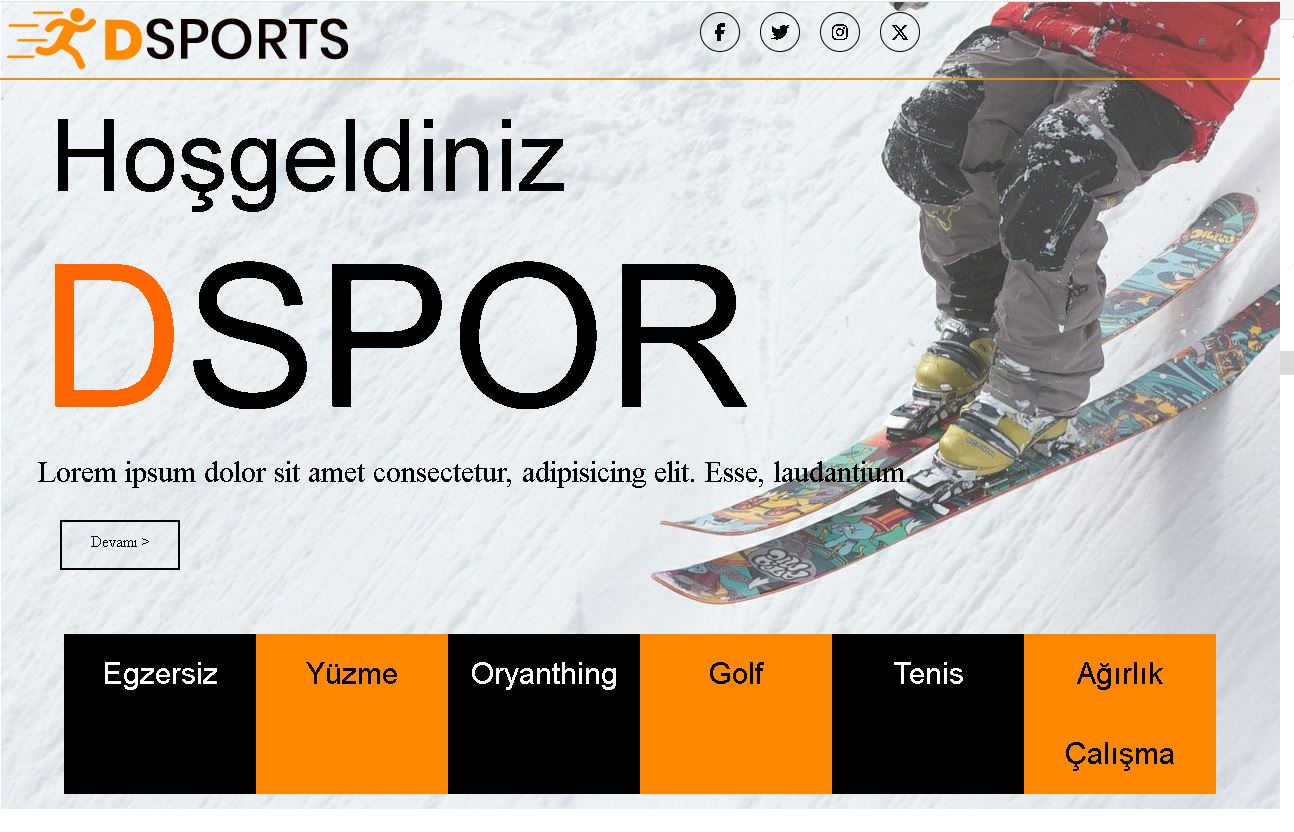 DSPORTS
Hoşgeldiniz
DSPOR
Lorem ipsum dolor sit amet consectetur, adipisicing elit. Esse, laudantium.
Devamı >
Egzersiz
Yüzme
Oryanthing
Golf
Tenis
Ağırlık
Çalışma